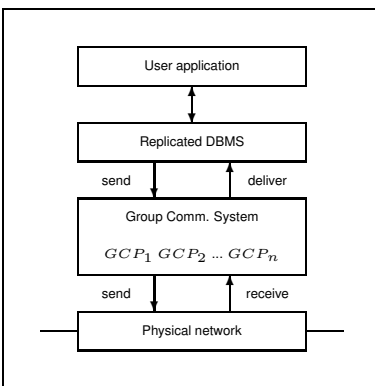 User application
Replicated DBMS
send deliver
Group Comm. System
GCP₁ GCP₂ ... GCPₙ
send receive
Physical network